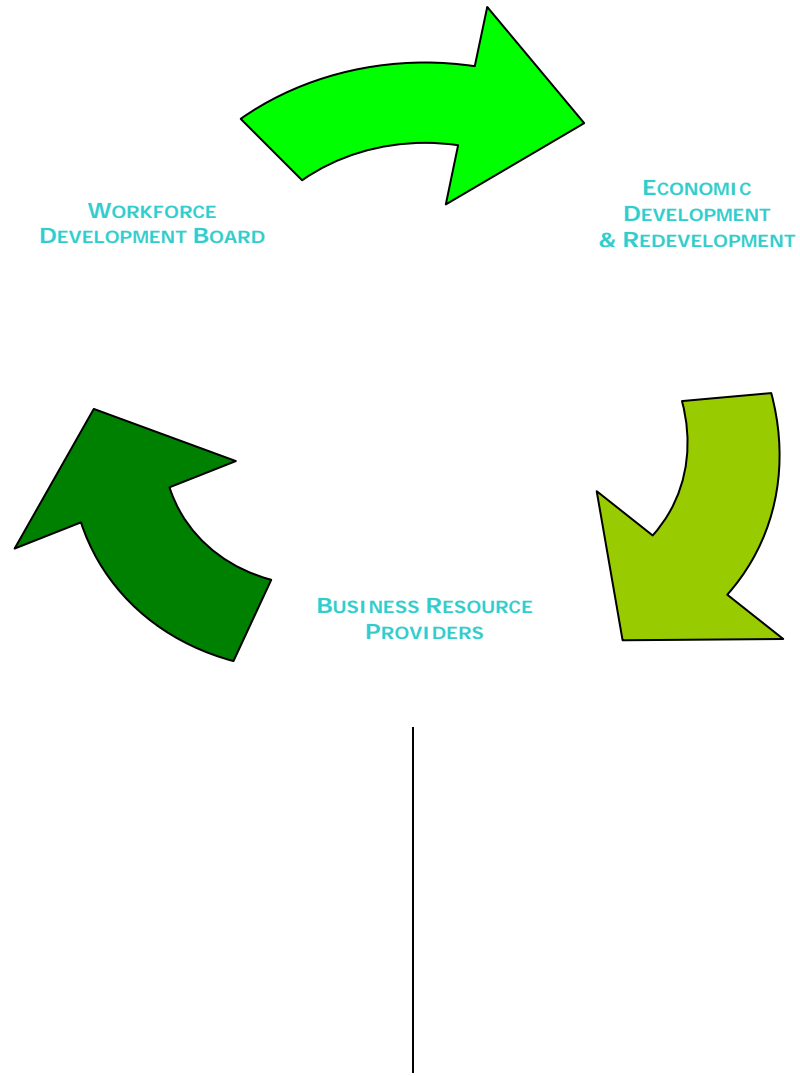 WORKFORCE
DEVELOPMENT BOARD
ECONOMIC
DEVELOPMENT
& REDEVELOPMENT
BUSINESS RESOURCE
PROVIDERS